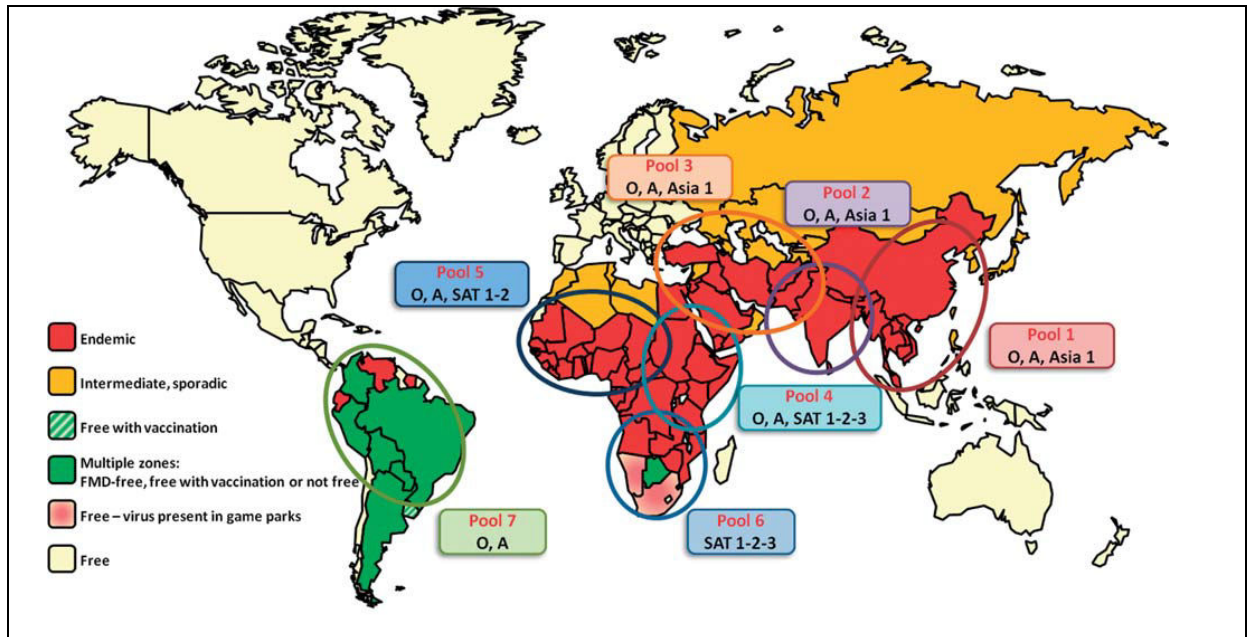 Pool 3
O, A, Asia 1
Pool 2
O, A, Asia 1
Pool 5
O, A, SAT 1-2
Pool 1
O, A, Asia 1
Pool 4
O, A, SAT 1-2-3
Pool 7
O, A
Pool 6
SAT 1-2-3
Endemic
Intermediate, sporadic
Free with vaccination
Multiple zones:
FMD-free, free with vaccination or not free
Free – virus present in game parks
Free